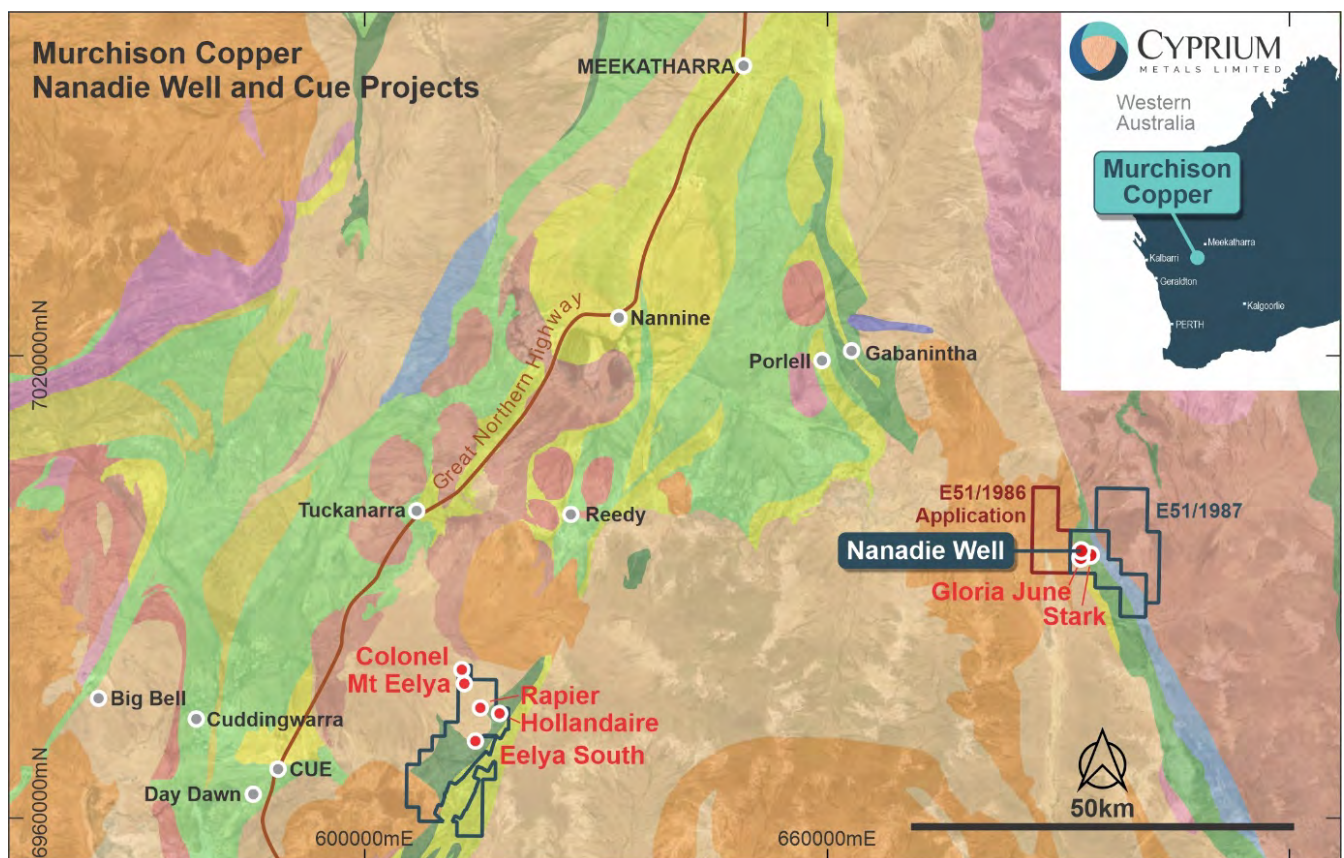 Murchison Copper
Nanadie Well and Cue Projects
MEEKATHARRA
CYPRIUM
METALS LIMITED
Western
Australia
Murchison
Copper
Meekatharra
Kalbarri
Geraldton
Kalgoorlie
PERTH
7020000mN
Great Northern Highway
Nannine
Porlell
Gabanintha
Tuckanarra
Reedy
E51/1986
Application
E51/1987
Nanadie Well
Gloria June
Stark
Colonel
Mt Eelya
Rapier
Hollandaire
Eelya South
Big Bell
Cuddingwarra
CUE
Day Dawn
6960000mN
600000mE
660000mE
50km